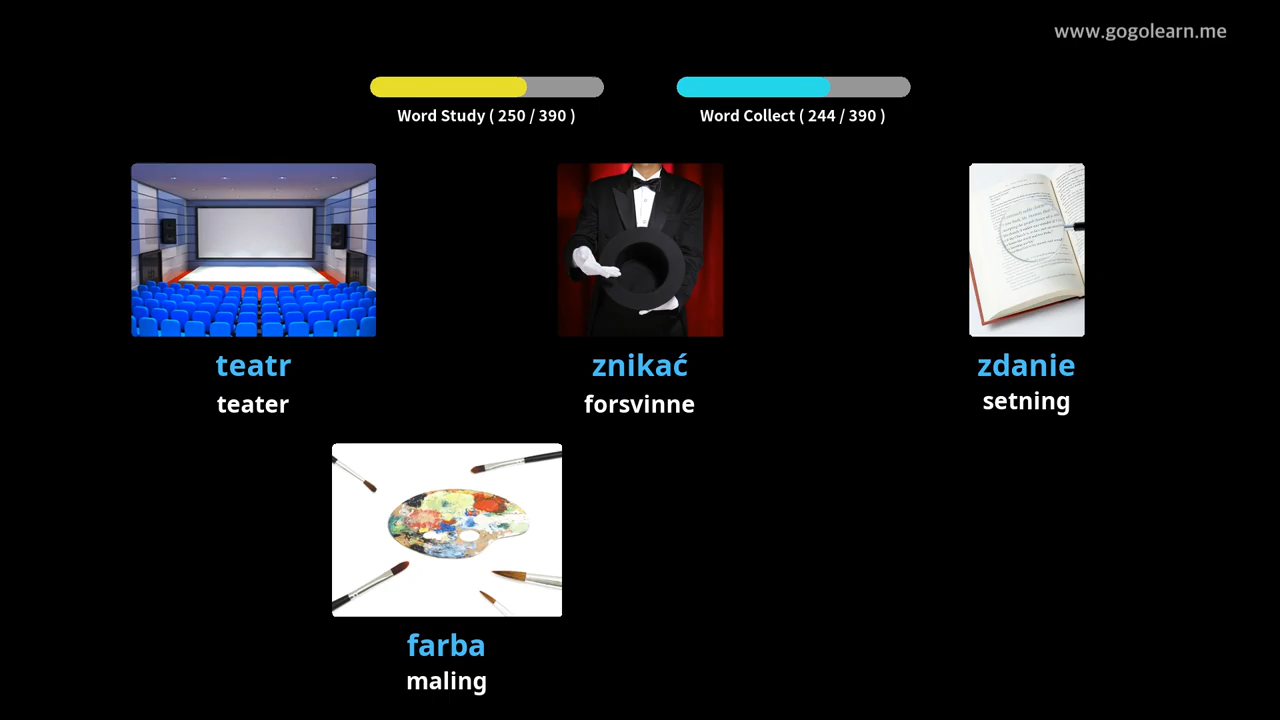 www.gogolearn.me
Word Study ( 250 / 390 )
Word Collect ( 244 / 390 )
teatr
teater
znikać
forsvinne
zdanie
setning
farba
maling